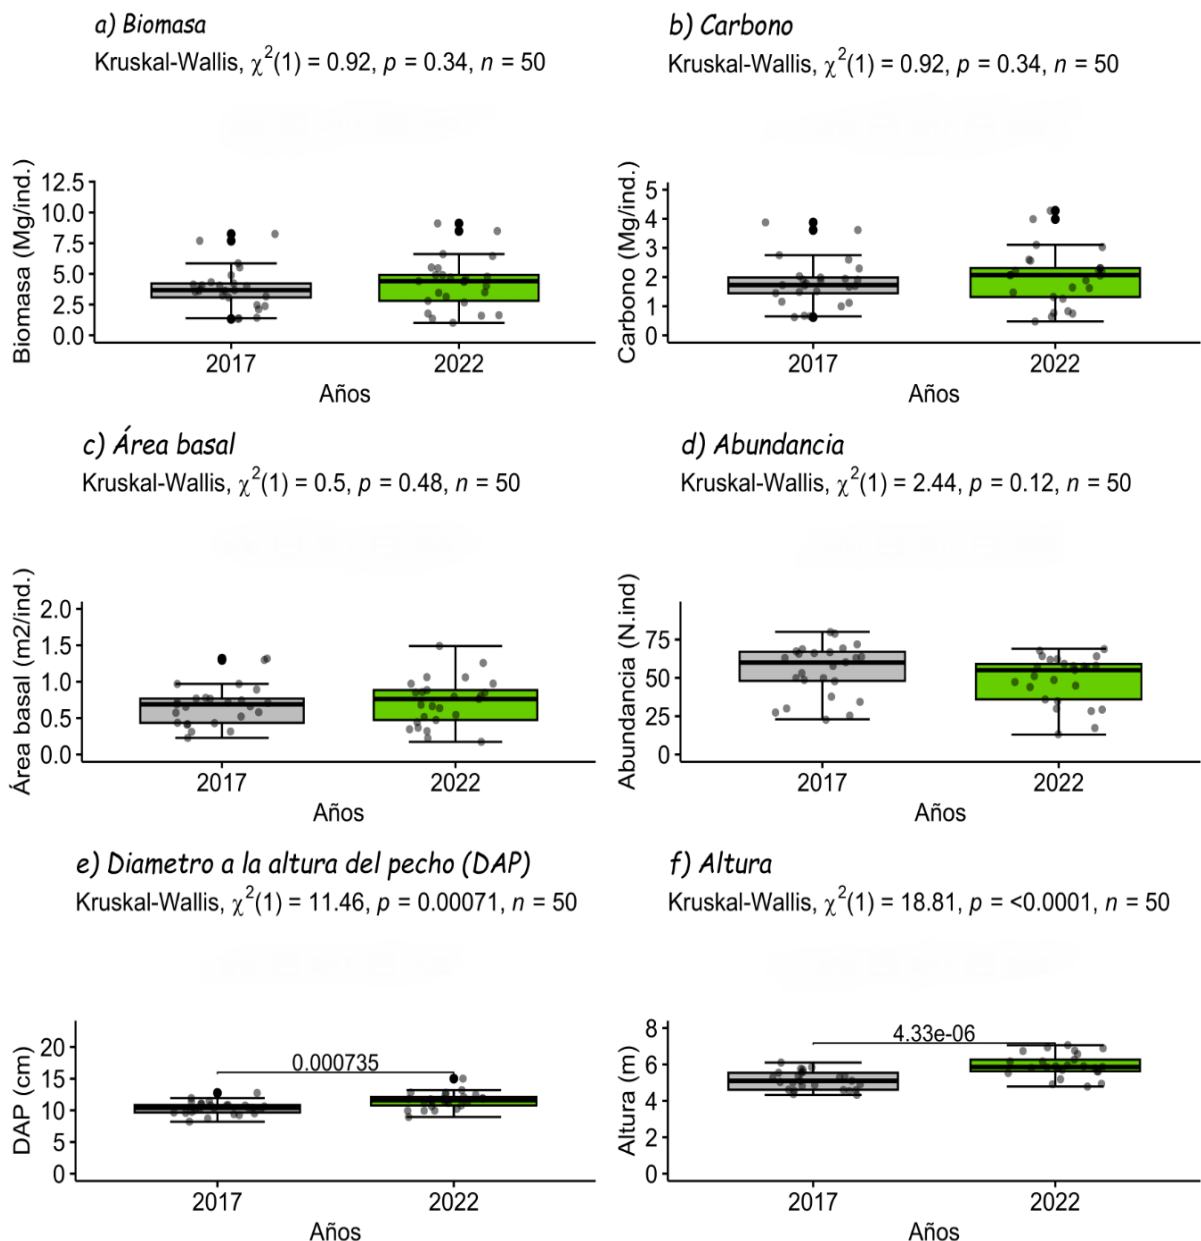 a) Biomasa
Kruskal-Wallis, χ²(1) = 0.92, p = 0.34, n = 50
Biomasa (Mg/ind.)
12.5
10.0
7.5
5.0
2.5
0.0
2017 2022
Años
b) Carbono
Kruskal-Wallis, χ²(1) = 0.92, p = 0.34, n = 50
Carbono (Mg/ind.)
5
4
3
2
1
0
2017 2022
Años
c) Área basal
Kruskal-Wallis, χ²(1) = 0.5, p = 0.48, n = 50
Área basal (m2/ind.)
2.0
1.5
1.0
0.5
0.0
2017 2022
Años
d) Abundancia
Kruskal-Wallis, χ²(1) = 2.44, p = 0.12, n = 50
Abundancia (N.ind)
75
50
25
0
2017 2022
Años
e) Diametro a la altura del pecho (DAP)
Kruskal-Wallis, χ²(1) = 11.46, p = 0.00071, n = 50
DAP (cm)
20
15
10
5
0
0.000735
2017 2022
Años
f) Altura
Kruskal-Wallis, χ²(1) = 18.81, p = <0.0001, n = 50
Altura (m)
8
6
4
2
0
4.33e-06
2017 2022
Años